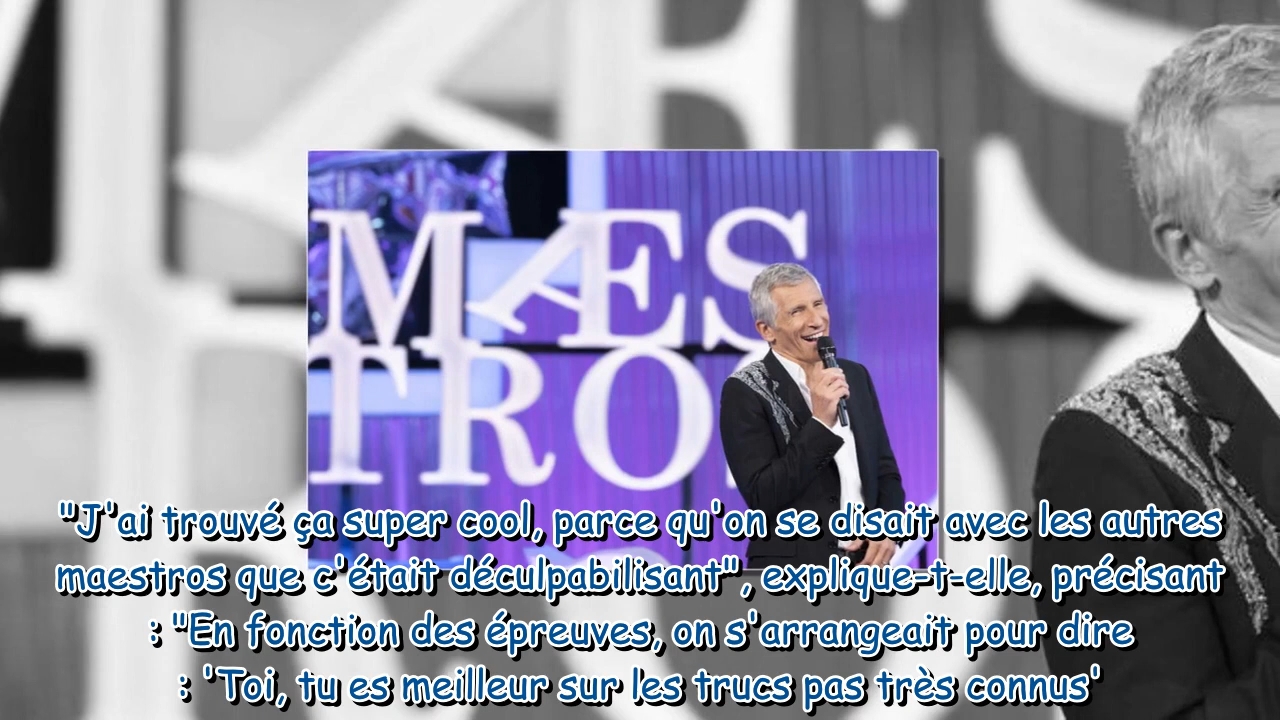 MÆS
TRO
"J'ai trouvé ça super cool, parce qu'on se disait avec les autres
maestros que c'était déculpabilisant", explique-t-elle, précisant
: "En fonction des épreuves, on s'arrangeait pour dire
: 'Toi, tu es meilleur sur les trucs pas très connus'